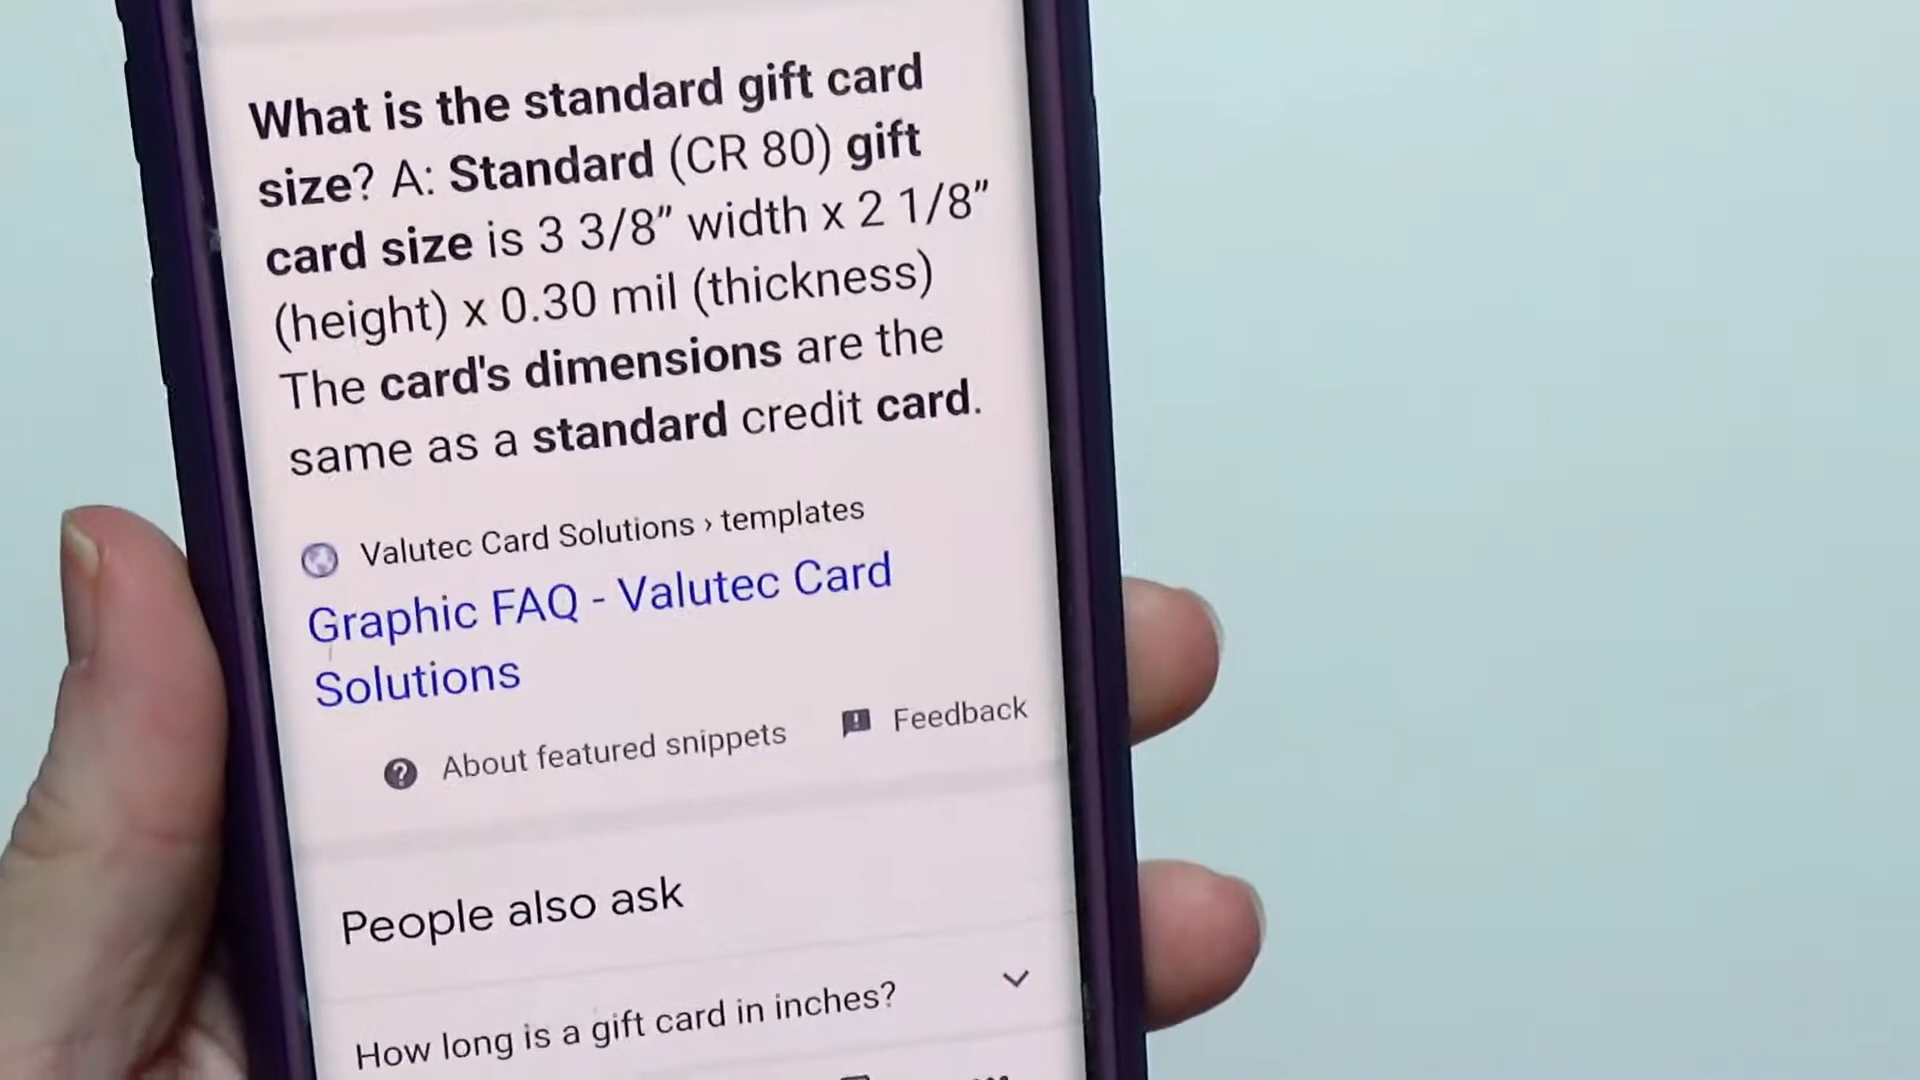 What is the standard gift card
size? A: Standard (CR 80) gift
card size is 3 3/8” width x 2 1/8”
(height) x 0.30 mil (thickness)
The card's dimensions are the
same as a standard credit card.
Valutec Card Solutions › templates
Graphic FAQ - Valutec Card
Solutions
About featured snippets
Feedback
People also ask
How long is a gift card in inches?